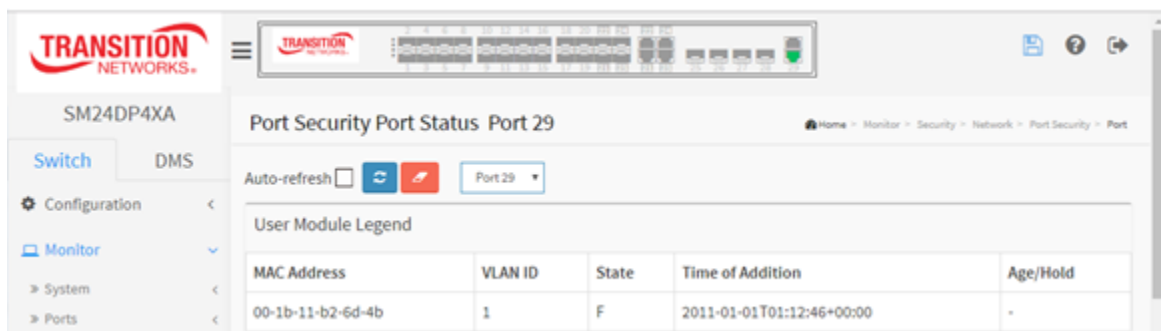 TRANSITION
NETWORKS.
TRANSITION
SM24DP4XA
Switch DMS
Configuration
Monitor
System
Ports
Port Security Port Status Port 29
Home > Monitor > Security > Network > Port Security > Port
Auto-refresh
Port 29
User Module Legend
MAC Address VLAN ID State Time of Addition Age/Hold
00-1b-11-b2-6d-4b 1 F 2011-01-01T01:12:46+00:00 -